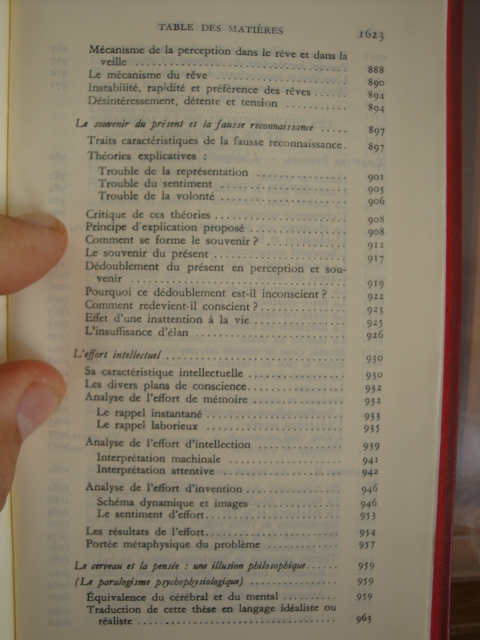 TABLE DES MATIÈRES 1623
Mécanisme de la perception dans le rêve et dans la
veille 888
Le mécanisme du rêve 890
Instabilité, rapidité et préférence des rêves 894
Désintéressement, détente et tension 894
Le souvenir du présent et la fausse reconnaissance 897
Traits caractéristiques de la fausse reconnaissance. 897
Théories explicatives :
Trouble de la représentation 901
Trouble du sentiment 905
Trouble de la volonté 906
Critique de ces théories 908
Principe d'explication proposé 908
Comment se forme le souvenir ? 912
Le souvenir du présent 917
Dédoublement du présent en perception et sou-
venir 919
Pourquoi ce dédoublement est-il inconscient ? 922
Comment redevient-il conscient ? 923
Effet d'une inattention à la vie 925
L'insuffisance d'élan 926
L'effort intellectuel 930
Sa caractéristique intellectuelle 930
Les divers plans de conscience 932
Analyse de l'effort de mémoire 932
Le rappel instantané 933
Le rappel laborieux 935
Analyse de l'effort d'intellection 939
Interprétation machinale 941
Interprétation attentive 942
Analyse de l'effort d'invention 946
Schéma dynamique et images 946
Le sentiment d'effort 953
Les résultats de l'effort 954
Portée métaphysique du problème 957
Le cerveau et la pensée : une illusion philosophique 959
(Le paralogisme psychophysiologique) 959
Équivalence du cérébral et du mental 959
Traduction de cette thèse en langage idéaliste ou
réaliste 963